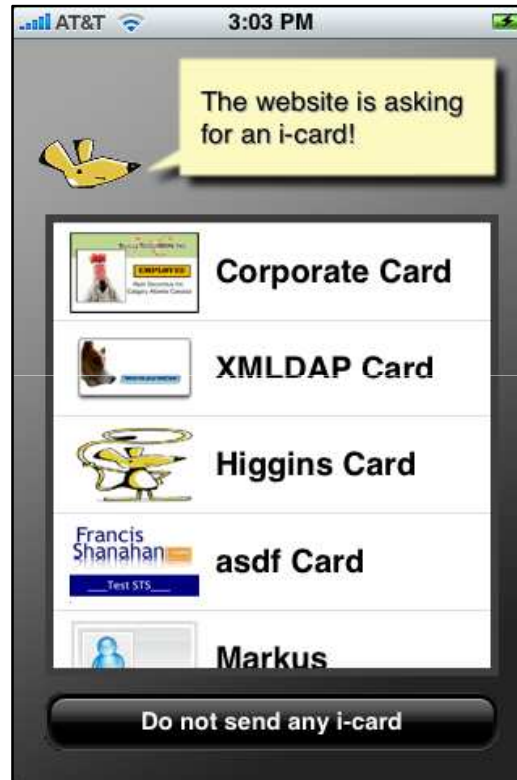 AT&T 3:03 PM
The website is asking
for an i-card!
EMPLOYEE
Corporate Card
XMLDAP Card
Higgins Card
Francis
Shanahan
Test STS
asdf Card
Markus
Do not send any i-card